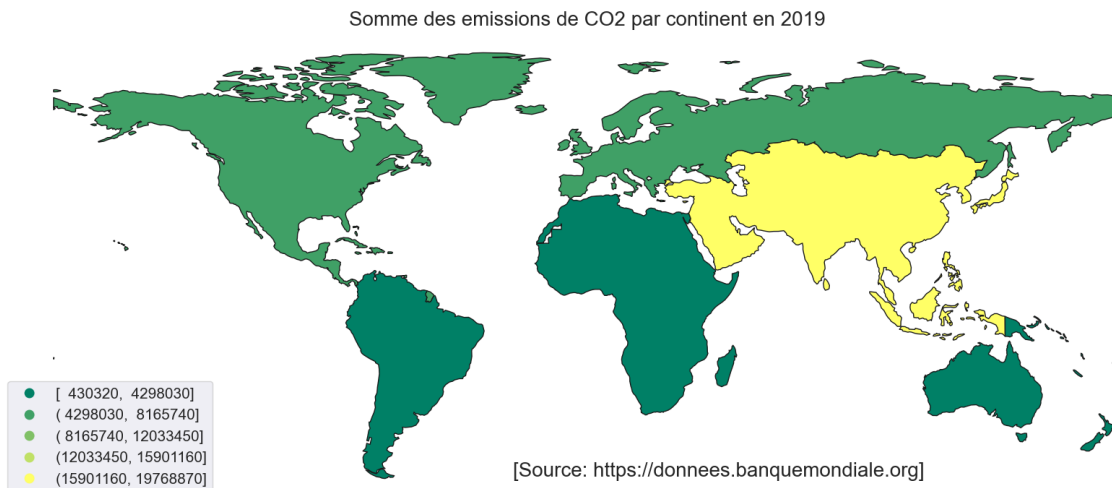 Somme des emissions de CO2 par continent en 2019
[ 430320, 4298030]
( 4298030, 8165740]
( 8165740, 12033450]
(12033450, 15901160]
(15901160, 19768870]
[Source: https://donnees.banquemondiale.org]